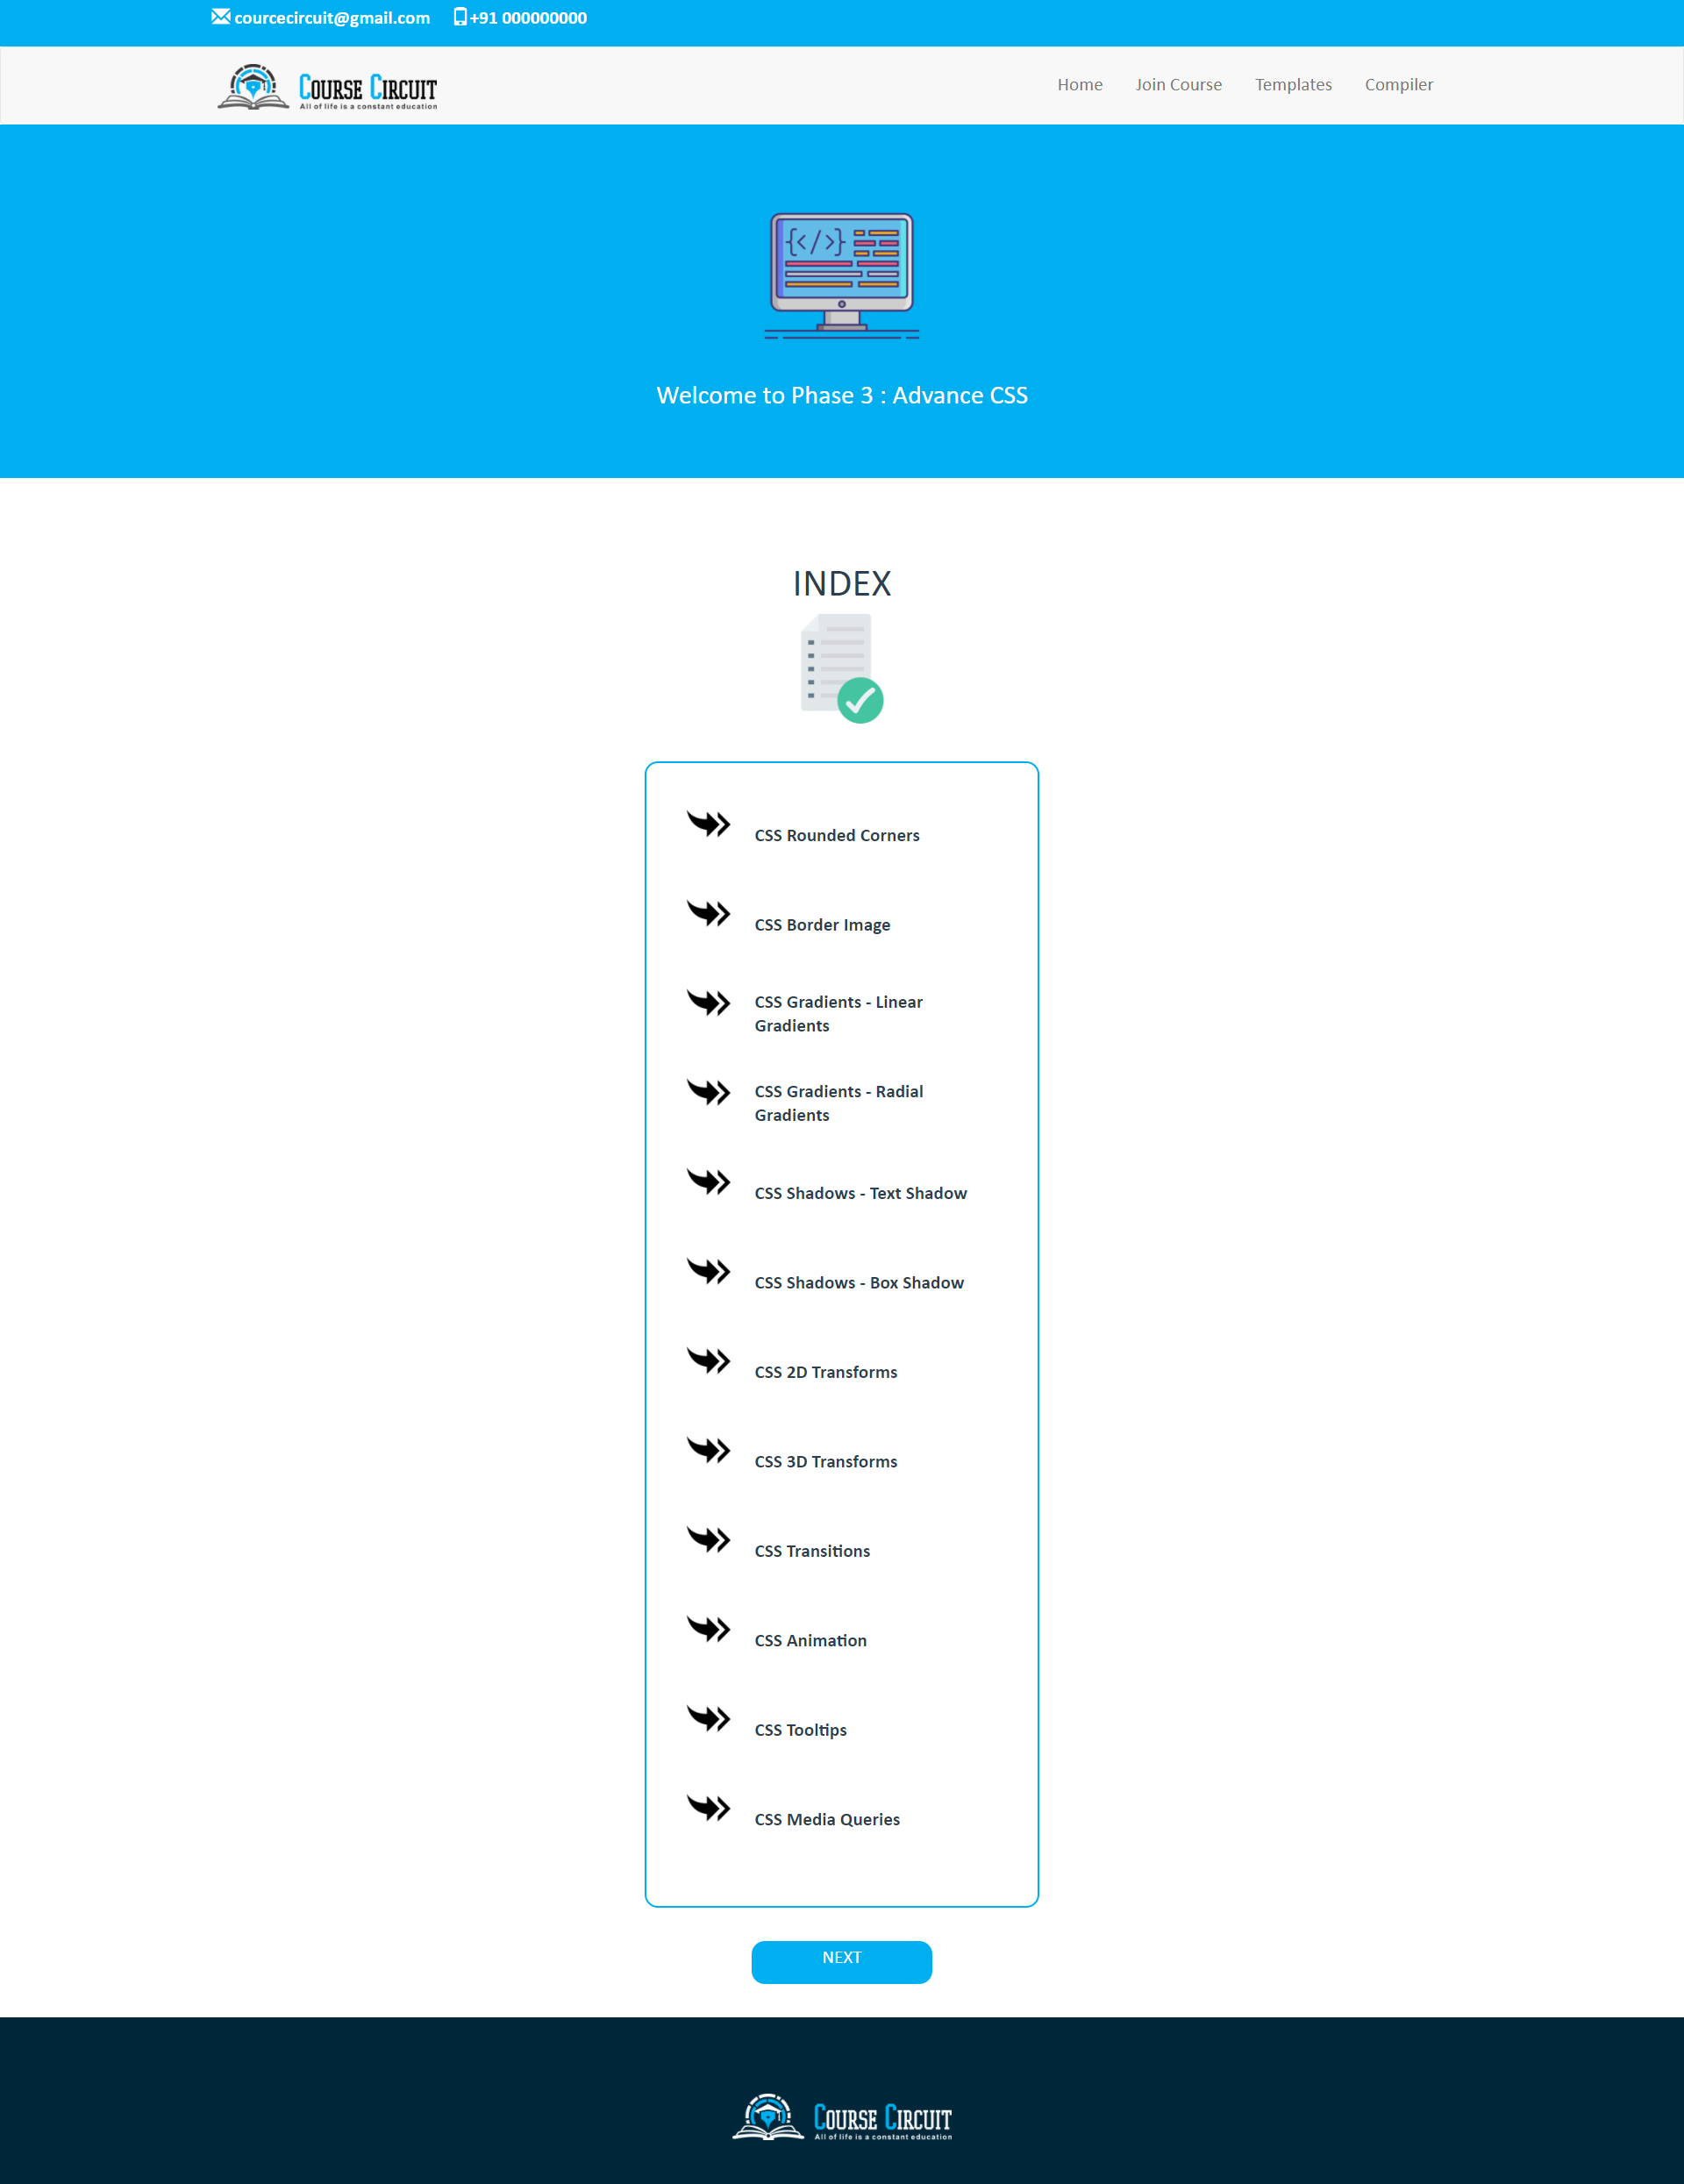 courcecircuit@gmail.com +91 000000000
COURSE CIRCUIT
All of life is a constant education
Home Join Course Templates Compiler
{</>}
Welcome to Phase 3 : Advance CSS
INDEX
CSS Rounded Corners
CSS Border Image
CSS Gradients - Linear
Gradients
CSS Gradients - Radial
Gradients
CSS Shadows - Text Shadow
CSS Shadows - Box Shadow
CSS 2D Transforms
CSS 3D Transforms
CSS Transitions
CSS Animation
CSS Tooltips
CSS Media Queries
NEXT
COURSE CIRCUIT
All of life is a constant education